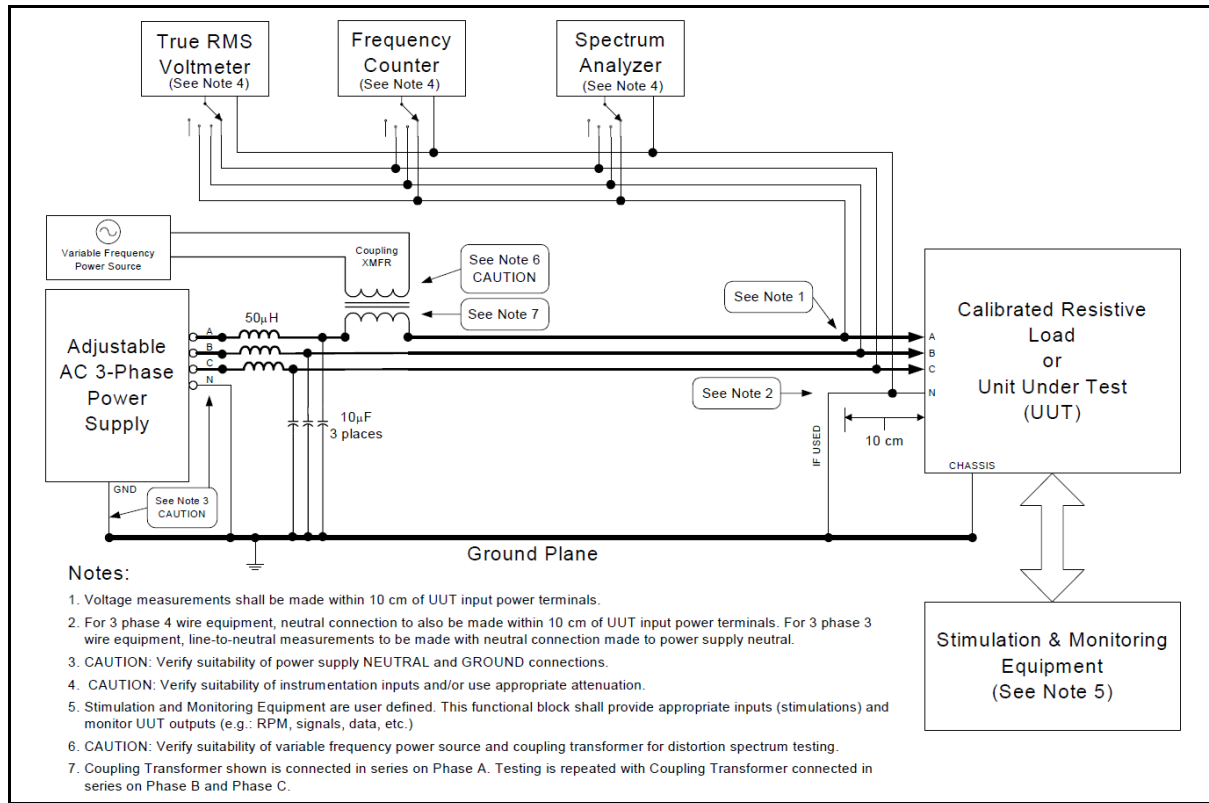 True RMS
Voltmeter
(See Note 4)
Frequency
Counter
(See Note 4)
Spectrum
Analyzer
(See Note 4)
Variable Frequency
Power Source
Coupling
XMFR
See Note 6
CAUTION
See Note 7
See Note 1
50µH
Adjustable
AC 3-Phase
Power
Supply
A
B
C
N
GND
See Note 3
CAUTION
10µF
3 places
See Note 2
IF USED
10 cm
A
B
C
N
Calibrated Resistive
Load
or
Unit Under Test
(UUT)
CHASSIS
Ground Plane
Stimulation & Monitoring
Equipment
(See Note 5)
Notes:
1. Voltage measurements shall be made within 10 cm of UUT input power terminals.
2. For 3 phase 4 wire equipment, neutral connection to also be made within 10 cm of UUT input power terminals. For 3 phase 3
wire equipment, line-to-neutral measurements to be made with neutral connection made to power supply neutral.
3. CAUTION: Verify suitability of power supply NEUTRAL and GROUND connections.
4. CAUTION: Verify suitability of instrumentation inputs and/or use appropriate attenuation.
5. Stimulation and Monitoring Equipment are user defined. This functional block shall provide appropriate inputs (stimulations) and
monitor UUT outputs (e.g.: RPM, signals, data, etc.)
6. CAUTION: Verify suitability of variable frequency power source and coupling transformer for distortion spectrum testing.
7. Coupling Transformer shown is connected in series on Phase A. Testing is repeated with Coupling Transformer connected in
series on Phase B and Phase C.